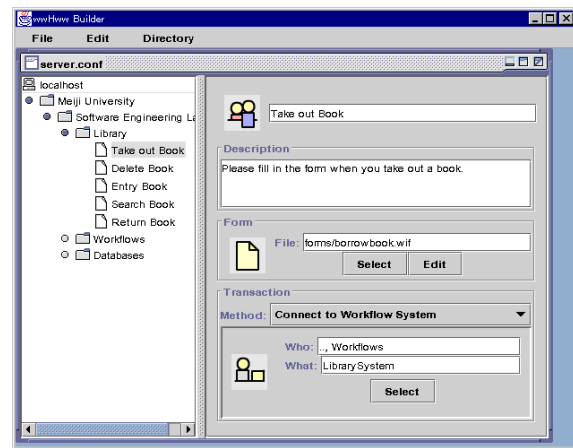 wwwHww Builder
File Edit Directory
server.conf
localhost
Meiji University
Software Engineering La
Library
Take out Book
Delete Book
Entry Book
Search Book
Return Book
Workflows
Databases
Take out Book
Description
Please fill in the form when you take out a book.
Form
File: forms/borrowbook.wif
Select Edit
Transaction
Method: Connect to Workflow System
Who: .., Workflows
What: LibrarySystem
Select